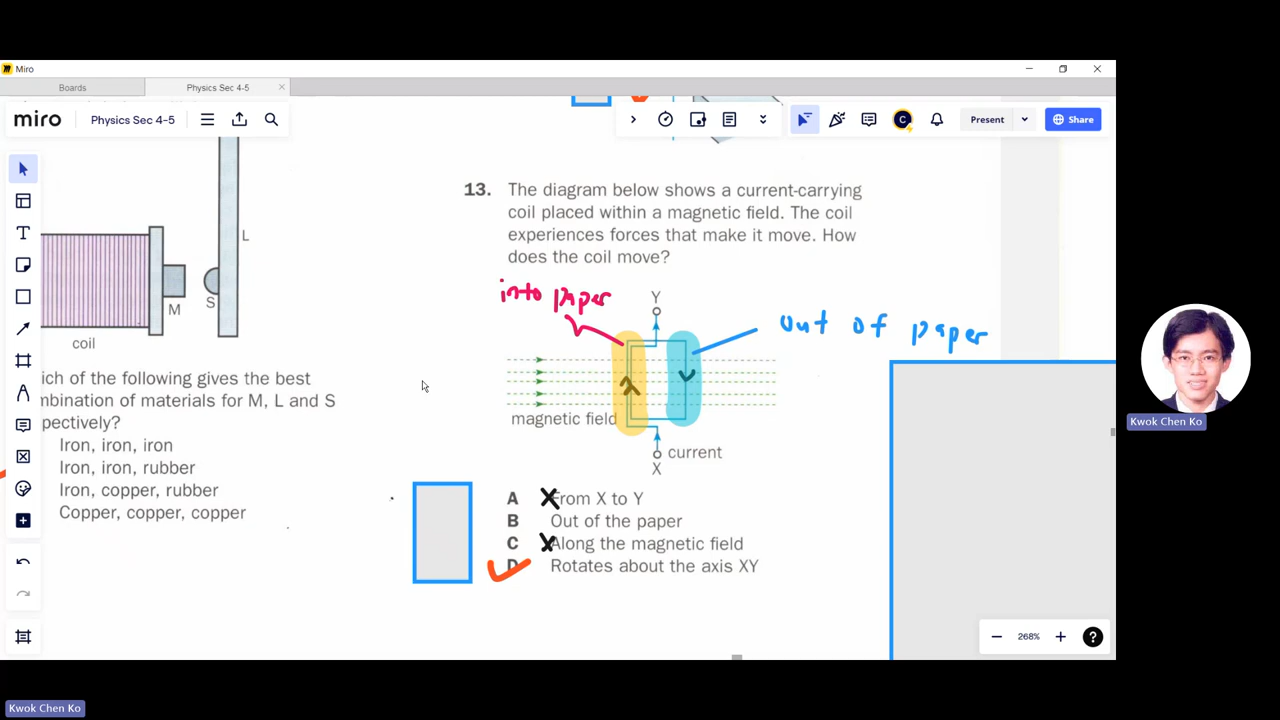 Miro
Boards
Physics Sec 4-5
miro
Physics Sec 4-5
C
Present
Share
L
M
S
coil
ich of the following gives the best
mbination of materials for M, L and S
pectively?
Iron, iron, iron
Iron, iron, rubber
Iron, copper, rubber
Copper, copper, copper
13. The diagram below shows a current-carrying
coil placed within a magnetic field. The coil
experiences forces that make it move. How
does the coil move?
into paper
Y
out of paper
magnetic field
current
X
A From X to Y
B Out of the paper
C Along the magnetic field
D Rotates about the axis XY
268%
Kwok Chen Ko
Kwok Chen Ko